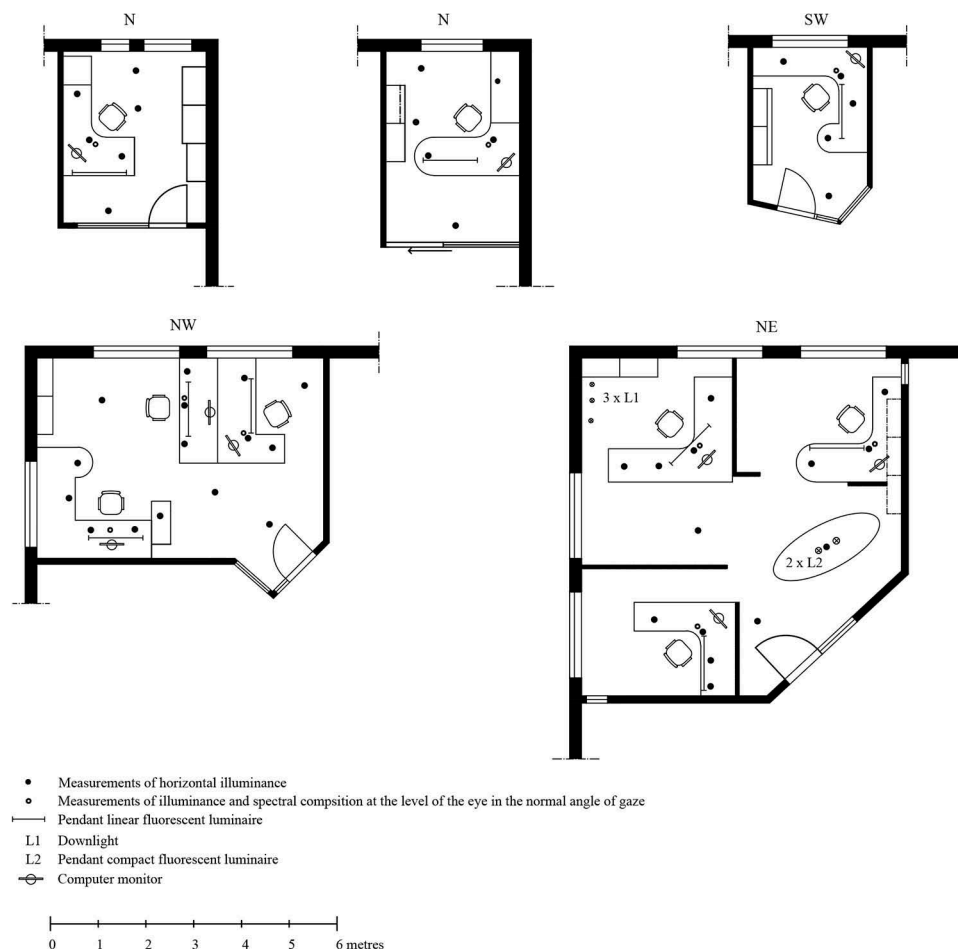 N
N
SW
NW
NE
3 x L1
2 x L2
Measurements of horizontal illuminance
Measurements of illuminance and spectral compsition at the level of the eye in the normal angle of gaze
Pendant linear fluorescent luminaire
L1 Downlight
L2 Pendant compact fluorescent luminaire
Computer monitor
0 1 2 3 4 5 6 metres